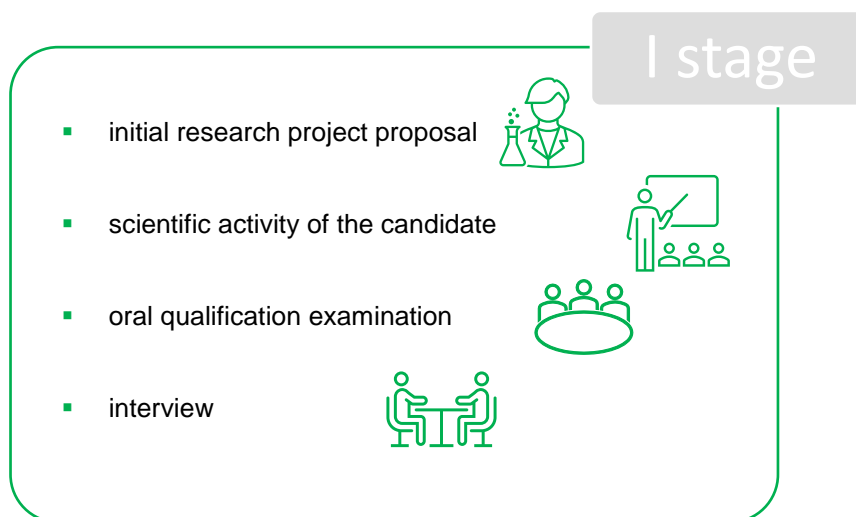 I stage
▪ initial research project proposal
▪ scientific activity of the candidate
▪ oral qualification examination
▪ interview